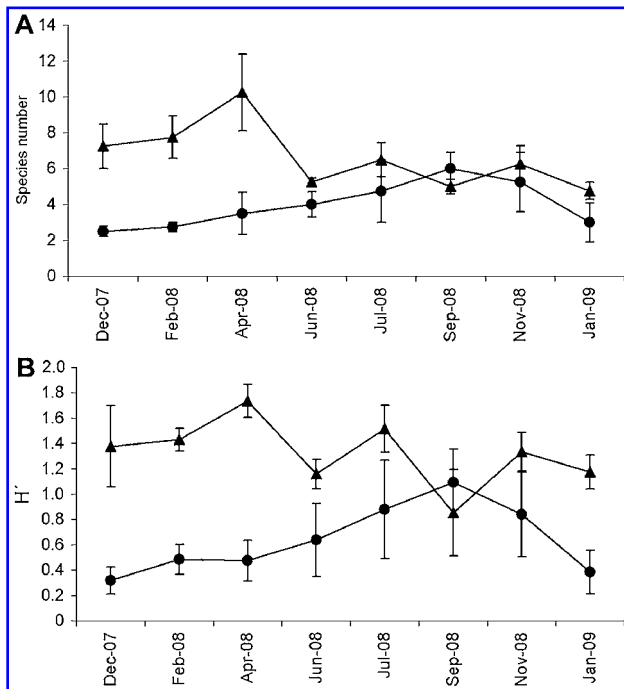 A
14
12
10
8
6
4
2
0
Species number
Dec-07
Feb-08
Apr-08
Jun-08
Jul-08
Sep-08
Nov-08
Jan-09
B
2.0
1.8
1.6
1.4
1.2
1.0
0.8
0.6
0.4
0.2
0
H´
Dec-07
Feb-08
Apr-08
Jun-08
Jul-08
Sep-08
Nov-08
Jan-09